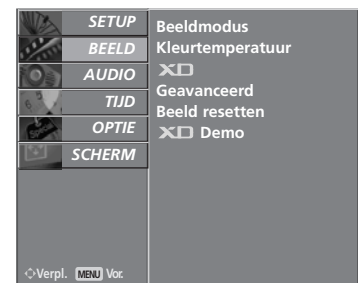 SETUP
BEELD
AUDIO
TIJD
OPTIE
SCHERM
Verpl. MENU Vor.
Beeldmodus
Kleurtemperatuur
XD
Geavanceerd
Beeld resetten
XD Demo